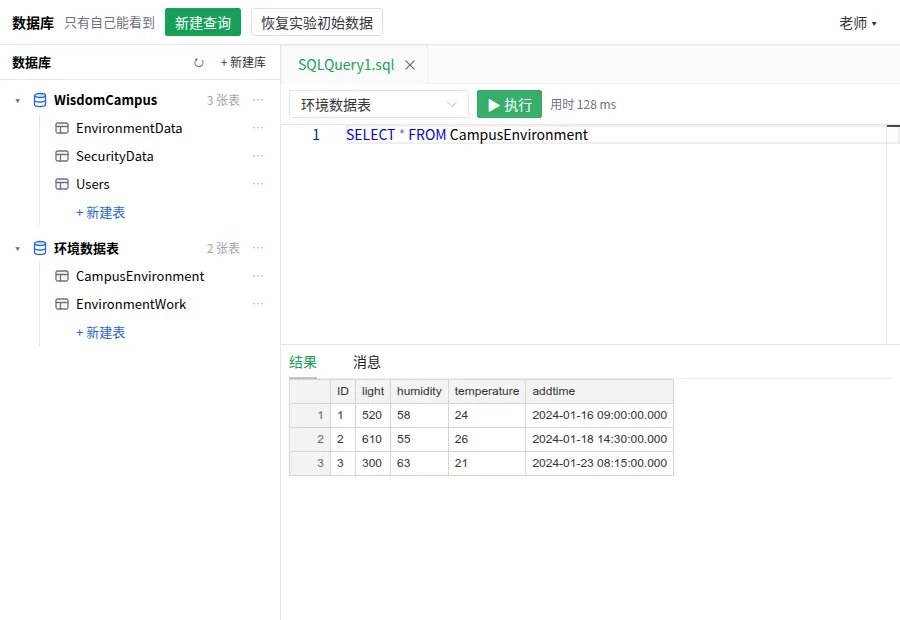 数据库 只有自己能看到 新建查询 恢复实验初始数据 老师
数据库 + 新建库
WisdomCampus 3 张表 ···
EnvironmentData ···
SecurityData ···
Users ···
+ 新建表
环境数据表 2 张表 ···
CampusEnvironment ···
EnvironmentWork ···
+ 新建表
SQLQuery1.sql
环境数据表 执行 用时 128 ms
1 SELECT * FROM CampusEnvironment
结果 消息
ID light humidity temperature addtime
1 1 520 58 24 2024-01-16 09:00:00.000
2 2 610 55 26 2024-01-18 14:30:00.000
3 3 300 63 21 2024-01-23 08:15:00.000